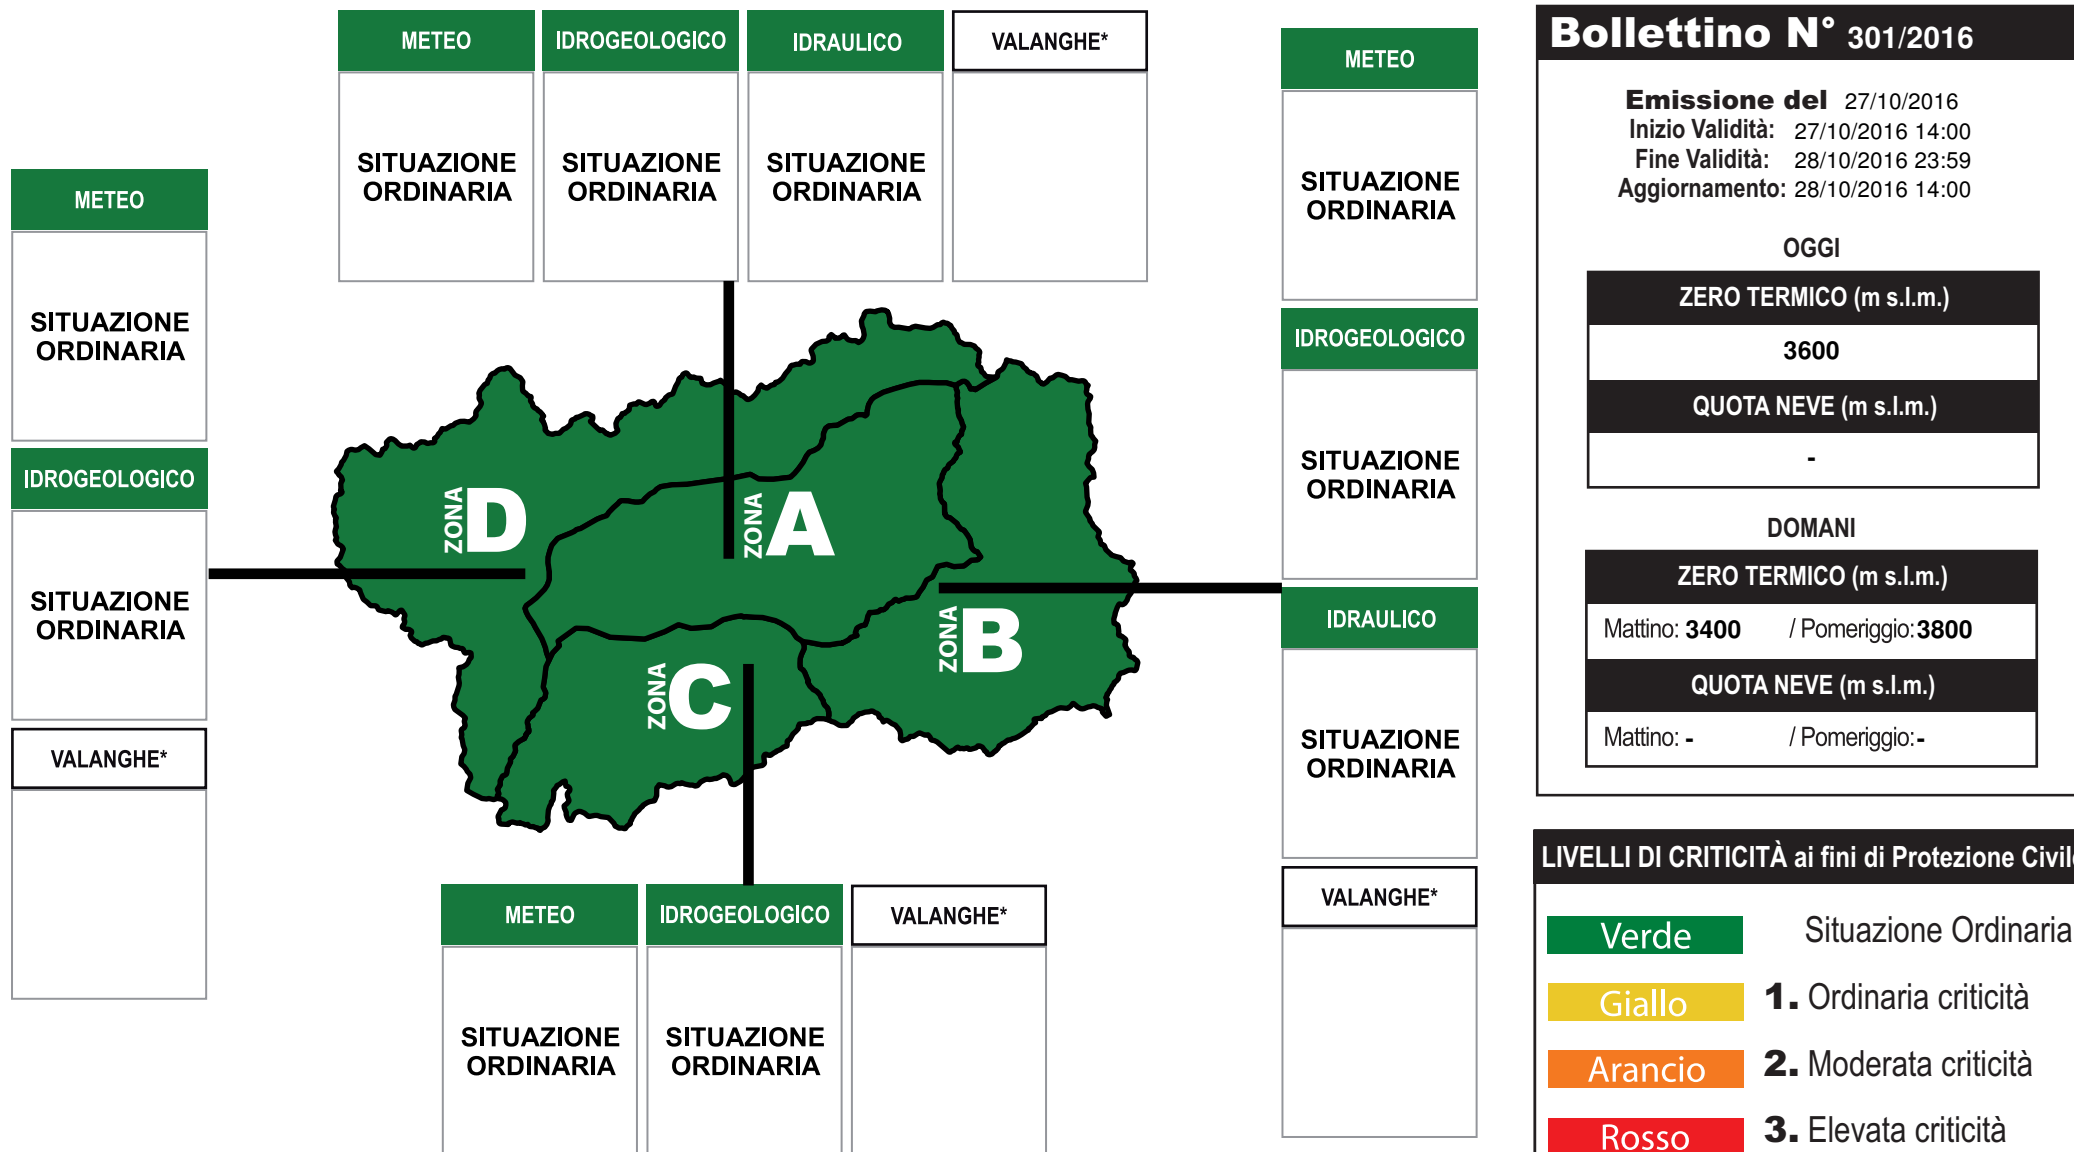 METEO
IDROGEOLOGICO
IDRAULICO
VALANGHE*
SITUAZIONE
ORDINARIA
SITUAZIONE
ORDINARIA
SITUAZIONE
ORDINARIA
METEO
SITUAZIONE
ORDINARIA
IDROGEOLOGICO
SITUAZIONE
ORDINARIA
VALANGHE*
ZONA D
ZONA A
ZONA B
ZONA C
METEO
SITUAZIONE
ORDINARIA
IDROGEOLOGICO
SITUAZIONE
ORDINARIA
IDRAULICO
SITUAZIONE
ORDINARIA
VALANGHE*
METEO
IDROGEOLOGICO
VALANGHE*
SITUAZIONE
ORDINARIA
SITUAZIONE
ORDINARIA
Bollettino N° 301/2016
Emissione del 27/10/2016
Inizio Validità: 27/10/2016 14:00
Fine Validità: 28/10/2016 23:59
Aggiornamento: 28/10/2016 14:00
OGGI
ZERO TERMICO (m s.l.m.)
3600
QUOTA NEVE (m s.l.m.)
-
DOMANI
ZERO TERMICO (m s.l.m.)
Mattino: 3400 / Pomeriggio: 3800
QUOTA NEVE (m s.l.m.)
Mattino: - / Pomeriggio: -
LIVELLI DI CRITICITÀ ai fini di Protezione Civile
Verde Situazione Ordinaria
Giallo 1. Ordinaria criticità
Arancio 2. Moderata criticità
Rosso 3. Elevata criticità